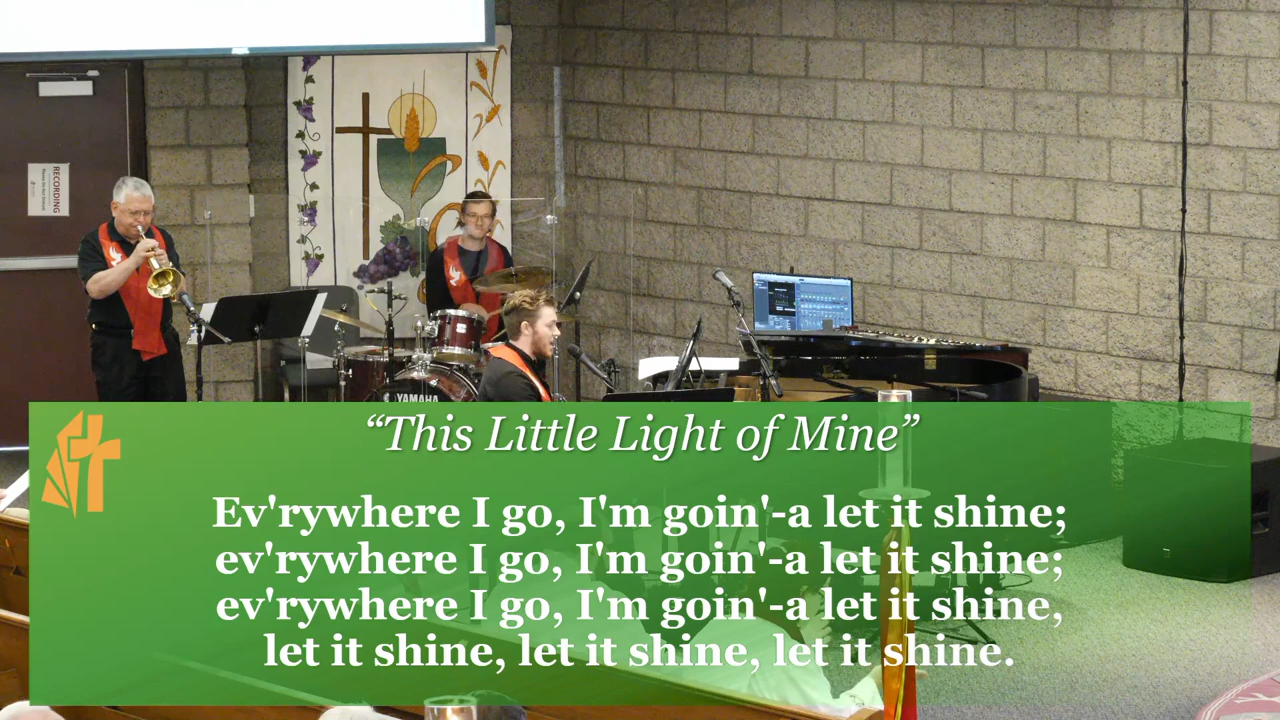 RECORDING
YAMAHA
“This Little Light of Mine”
Ev'rywhere I go, I'm goin'-a let it shine;
ev'rywhere I go, I'm goin'-a let it shine;
ev'rywhere I go, I'm goin'-a let it shine,
let it shine, let it shine, let it shine.